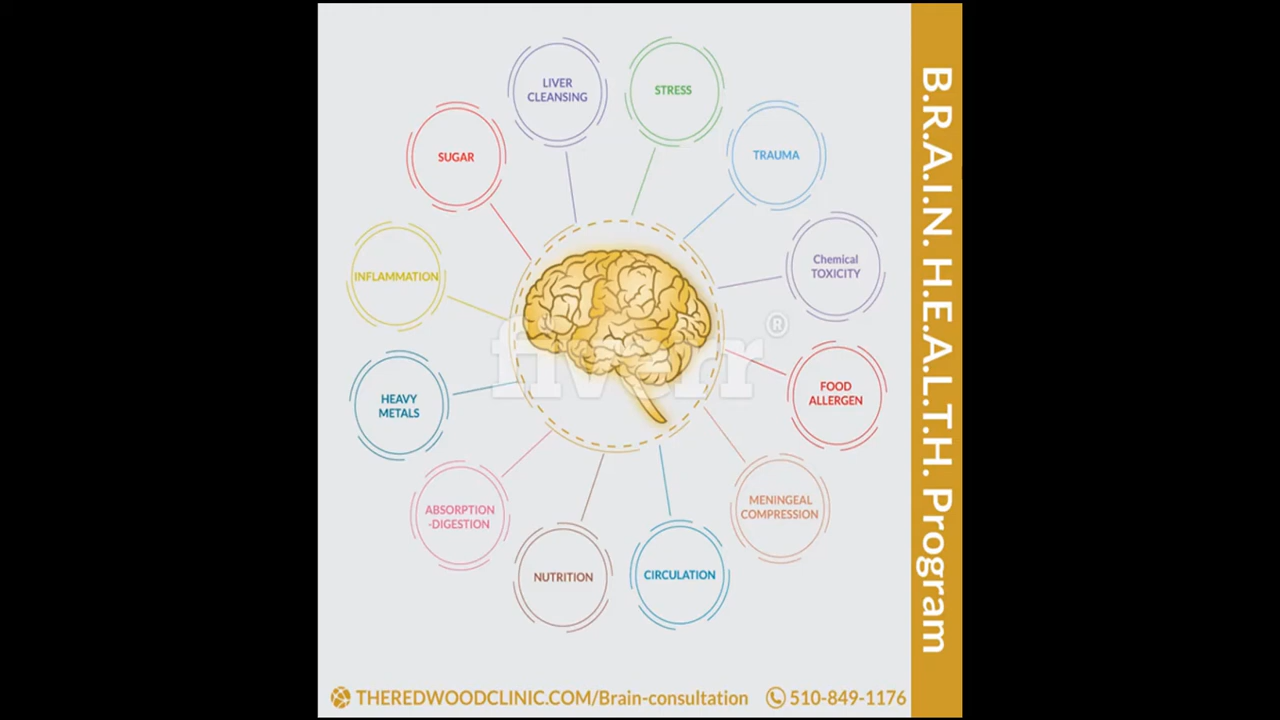 LIVER
CLEANSING
STRESS
SUGAR
TRAUMA
Chemical
TOXICITY
INFLAMMATION
fiverr®
FOOD
ALLERGEN
HEAVY
METALS
MENINGEAL
COMPRESSION
ABSORPTION
-DIGESTION
NUTRITION
CIRCULATION
THEREDWOODCLINIC.COM/Brain-consultation
510-849-1176
B.R.A.I.N. H.E.A.L.T.H. Program